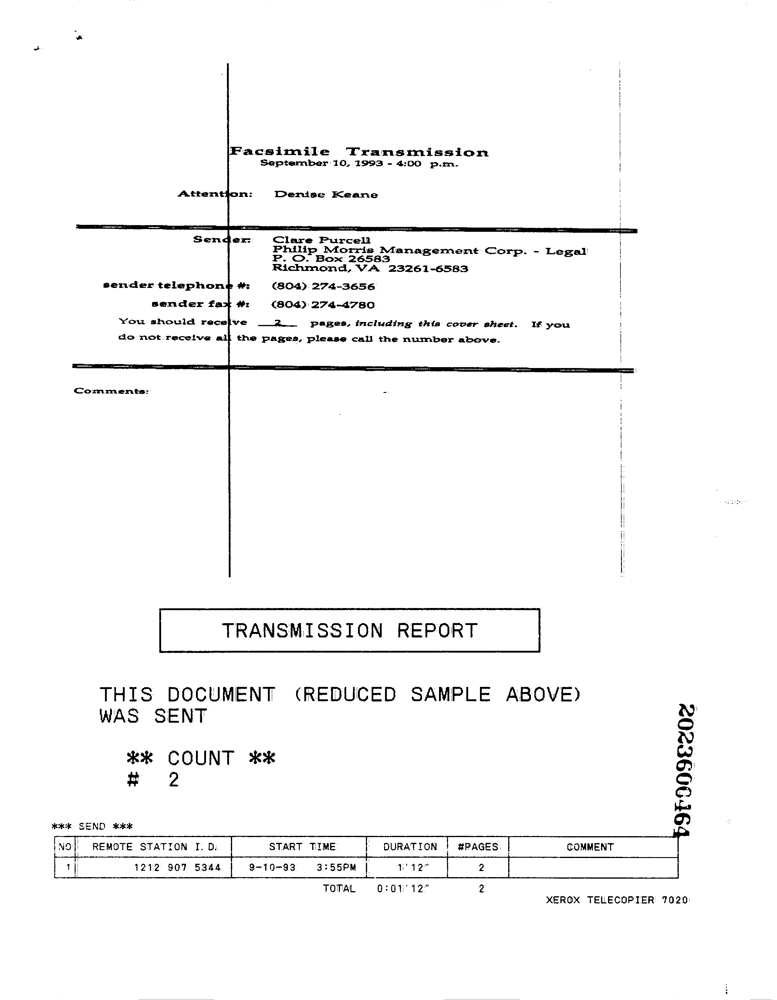 Facsimile Transmission
September 10, 1993 - 4:00 p.m.
Attention: Denise Keane
Sender: Clare Purcell
Philip Morris Management Corp. - Legal
P. O. Box 26583
Richmond, VA 23261-6583
sender telephone #: (804) 274-3656
sender fax #: (804) 274-4780
You should receive 2 pages, including this cover sheet. If you
do not receive all the pages, please call the number above.
Comments:
TRANSMISSION REPORT
THIS DOCUMENT (REDUCED SAMPLE ABOVE)
WAS SENT
** COUNT **
# 2
*** SEND ***
NO REMOTE STATION I.D. START TIME DURATION #PAGES COMMENT
1 1212 907 5344 9-10-93 3:55PM 1'12" 2
TOTAL 0:01'12" 2
XEROX TELECOPIER 7020
2023600464